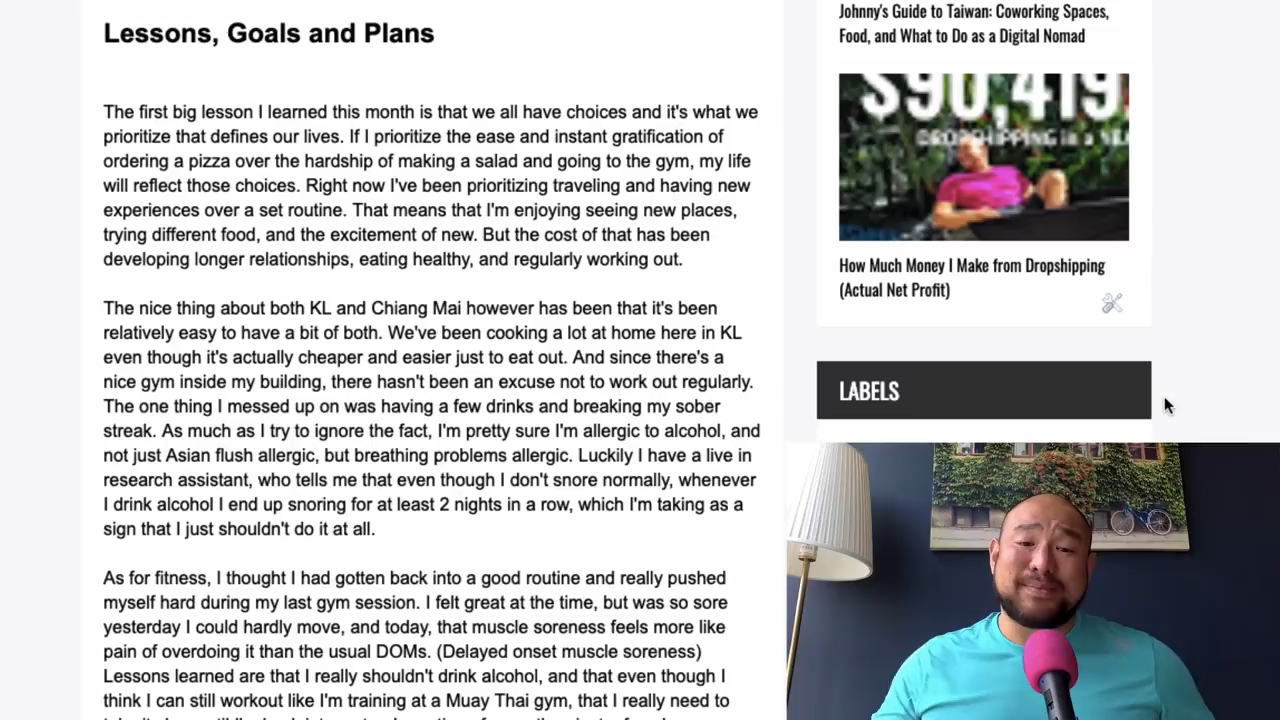 Lessons, Goals and Plans
The first big lesson I learned this month is that we all have choices and it's what we
prioritize that defines our lives. If I prioritize the ease and instant gratification of
ordering a pizza over the hardship of making a salad and going to the gym, my life
will reflect those choices. Right now I've been prioritizing traveling and having new
experiences over a set routine. That means that I'm enjoying seeing new places,
trying different food, and the excitement of new. But the cost of that has been
developing longer relationships, eating healthy, and regularly working out.
The nice thing about both KL and Chiang Mai however has been that it's been
relatively easy to have a bit of both. We've been cooking a lot at home here in KL
even though it's actually cheaper and easier just to eat out. And since there's a
nice gym inside my building, there hasn't been an excuse not to work out regularly.
The one thing I messed up on was having a few drinks and breaking my sober
streak. As much as I try to ignore the fact, I'm pretty sure I'm allergic to alcohol, and
not just Asian flush allergic, but breathing problems allergic. Luckily I have a live in
research assistant, who tells me that even though I don't snore normally, whenever
I drink alcohol I end up snoring for at least 2 nights in a row, which I'm taking as a
sign that I just shouldn't do it at all.
As for fitness, I thought I had gotten back into a good routine and really pushed
myself hard during my last gym session. I felt great at the time, but was so sore
yesterday I could hardly move, and today, that muscle soreness feels more like
pain of overdoing it than the usual DOMs. (Delayed onset muscle soreness)
Lessons learned are that I really shouldn't drink alcohol, and that even though I
think I can still workout like I'm training at a Muay Thai gym, that I really need to
Johnny's Guide to Taiwan: Coworking Spaces,
Food, and What to Do as a Digital Nomad
$90,419
DROPSHIPPING in a
How Much Money I Make from Dropshipping
(Actual Net Profit)
LABELS